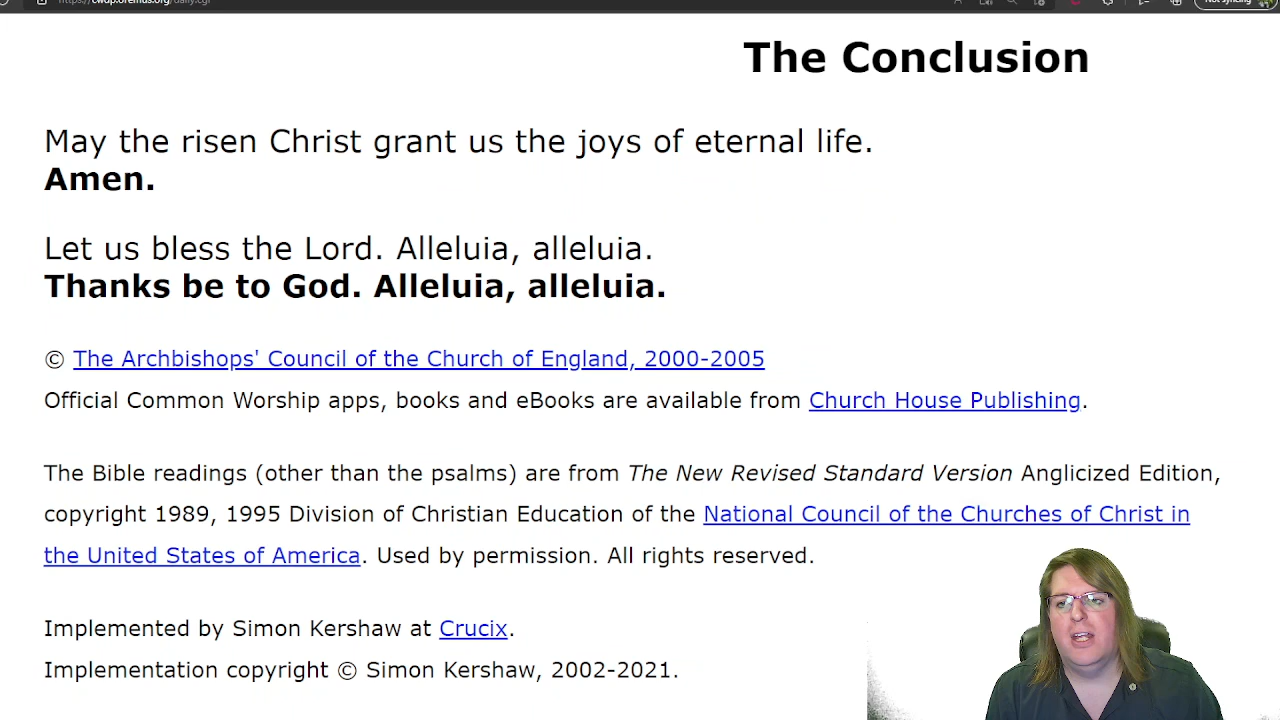 The Conclusion
May the risen Christ grant us the joys of eternal life.
Amen.
Let us bless the Lord. Alleluia, alleluia.
Thanks be to God. Alleluia, alleluia.
© The Archbishops' Council of the Church of England, 2000-2005
Official Common Worship apps, books and eBooks are available from Church House Publishing.
The Bible readings (other than the psalms) are from The New Revised Standard Version Anglicized Edition,
copyright 1989, 1995 Division of Christian Education of the National Council of the Churches of Christ in
the United States of America. Used by permission. All rights reserved.
Implemented by Simon Kershaw at Crucix.
Implementation copyright © Simon Kershaw, 2002-2021.